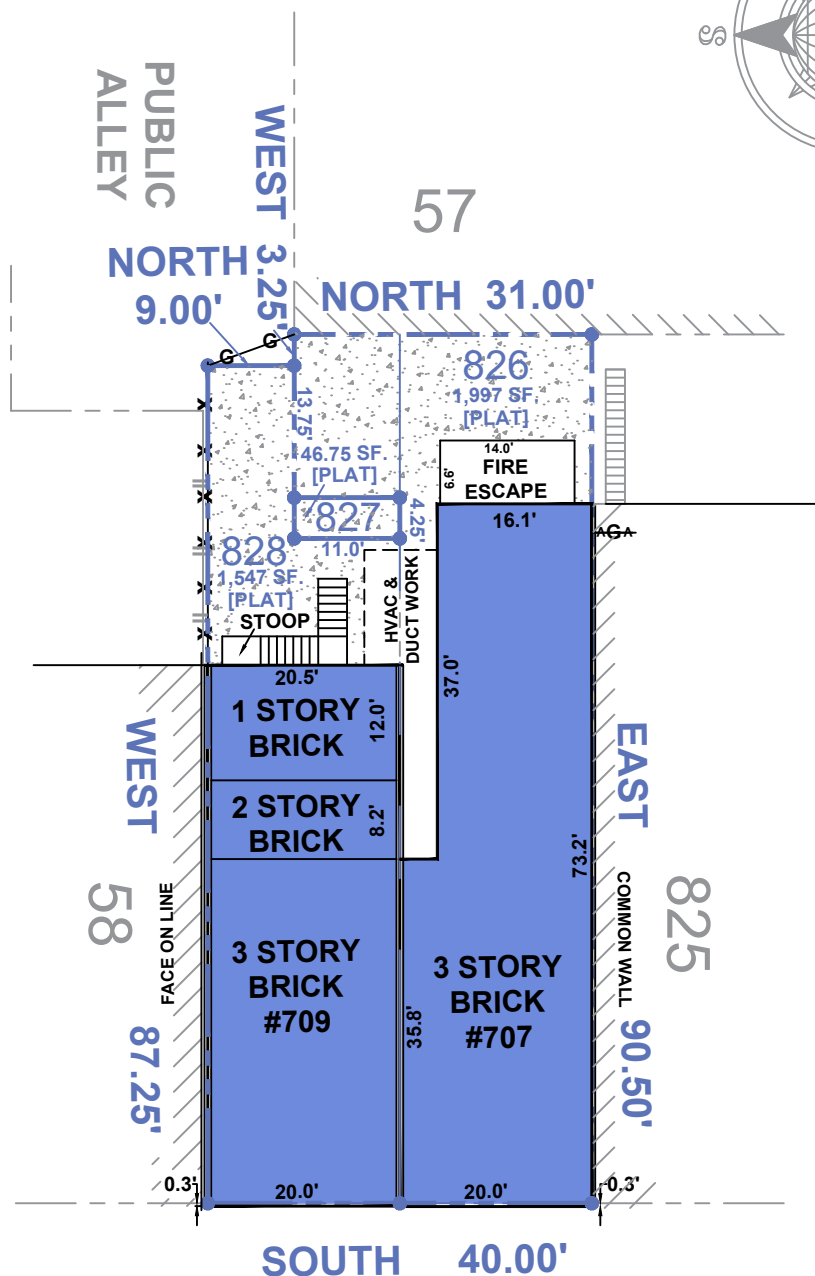 S
PUBLIC
ALLEY
WEST 3.25'
57
NORTH
9.00'
NORTH 31.00'
G G
826
1,997 SF.
[PLAT]
13.75'
46.75 SF.
[PLAT]
14.0'
6.6'
FIRE
ESCAPE
827
4.25'
11.0'
16.1'
G
828
1,547 SF.
[PLAT]
STOOP
HVAC &
DUCT WORK
X
X
X
X
X
X
20.5'
37.0'
1 STORY
BRICK
12.0'
2 STORY
BRICK
8.2'
WEST 87.25'
EAST 90.50'
73.2'
58
825
FACE ON LINE
COMMON WALL
3 STORY
BRICK
#709
3 STORY
BRICK
#707
35.8'
0.3'
20.0'
20.0'
0.3'
SOUTH 40.00'